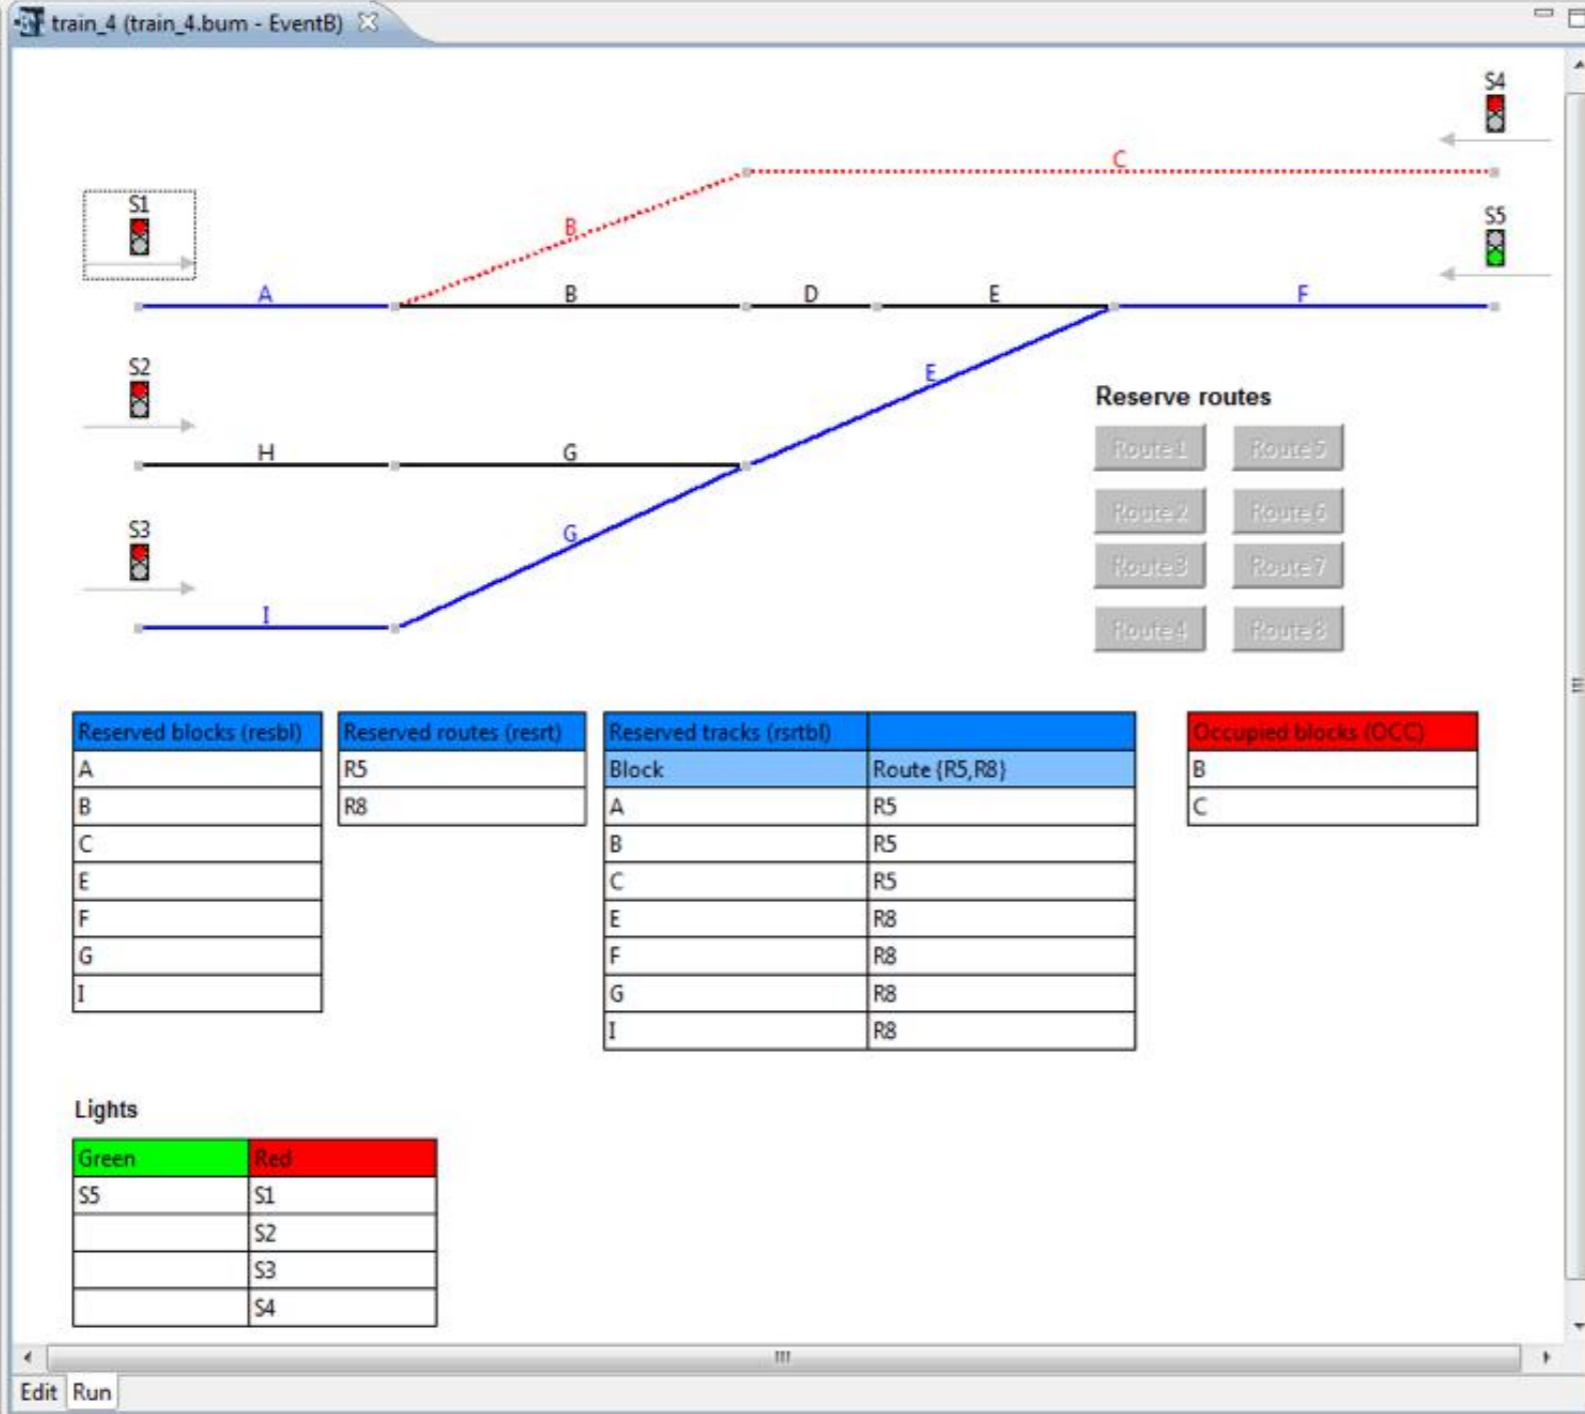 train_4 (train_4.bum - EventB)
S4
C
S1
S5
B
A B D E F
S2
E
Reserve routes
Route 1 Route 5
H G
Route 2 Route 6
S3
G
Route 3 Route 7
I
Route 4 Route 8
Reserved blocks (resbl) Reserved routes (resrt) Reserved tracks (rsrtbl) Occupied blocks (OCC)
A R5 Block Route {R5,R8} B
B R8 A R5 C
C B R5
E C R5
F E R8
G F R8
I G R8
I R8
Lights
Green Red
S5 S1
S2
S3
S4
Edit Run